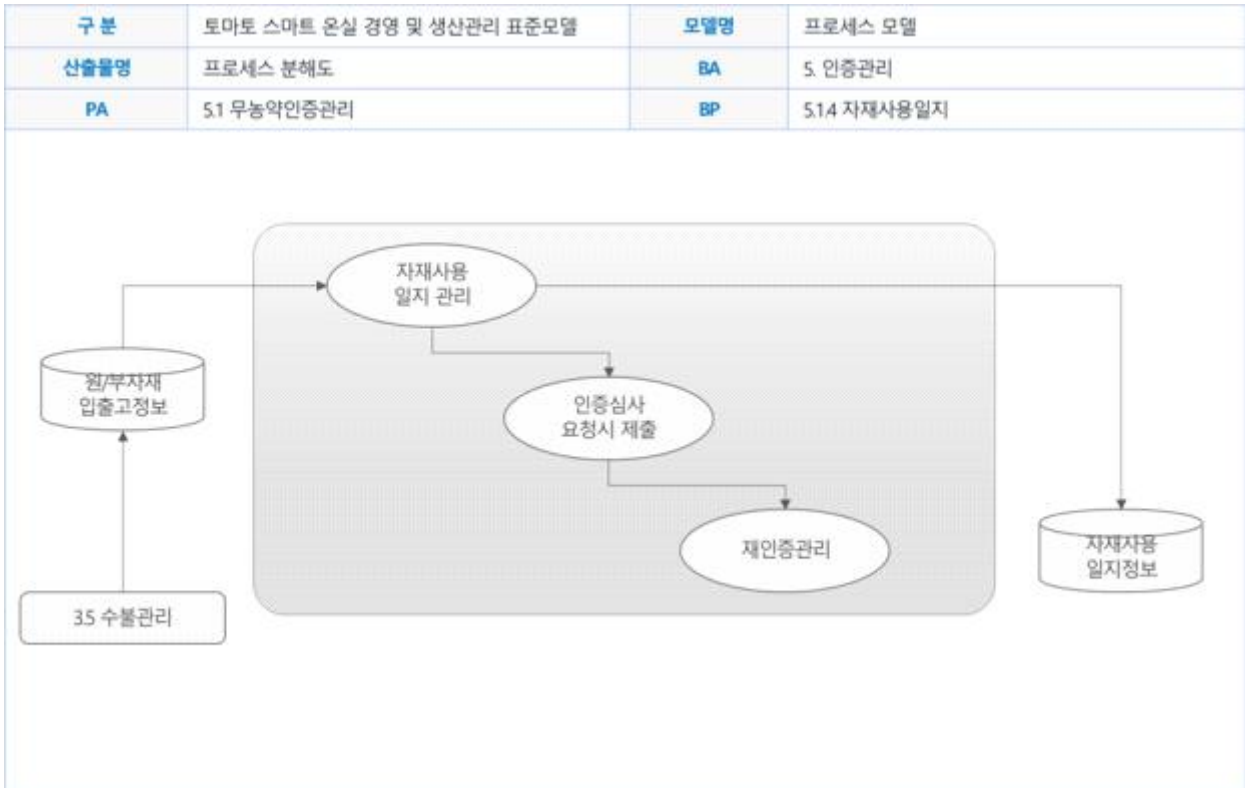 구 분 토마토 스마트 온실 경영 및 생산관리 표준모델 모델명 프로세스 모델
산출물명 프로세스 분해도 BA 5. 인증관리
PA 5.1 무농약인증관리 BP 5.1.4 자재사용일지
자재사용
일지 관리
원/부자재
입출고정보
인증심사
요청시 제출
재인증관리
자재사용
일지정보
3.5 수불관리